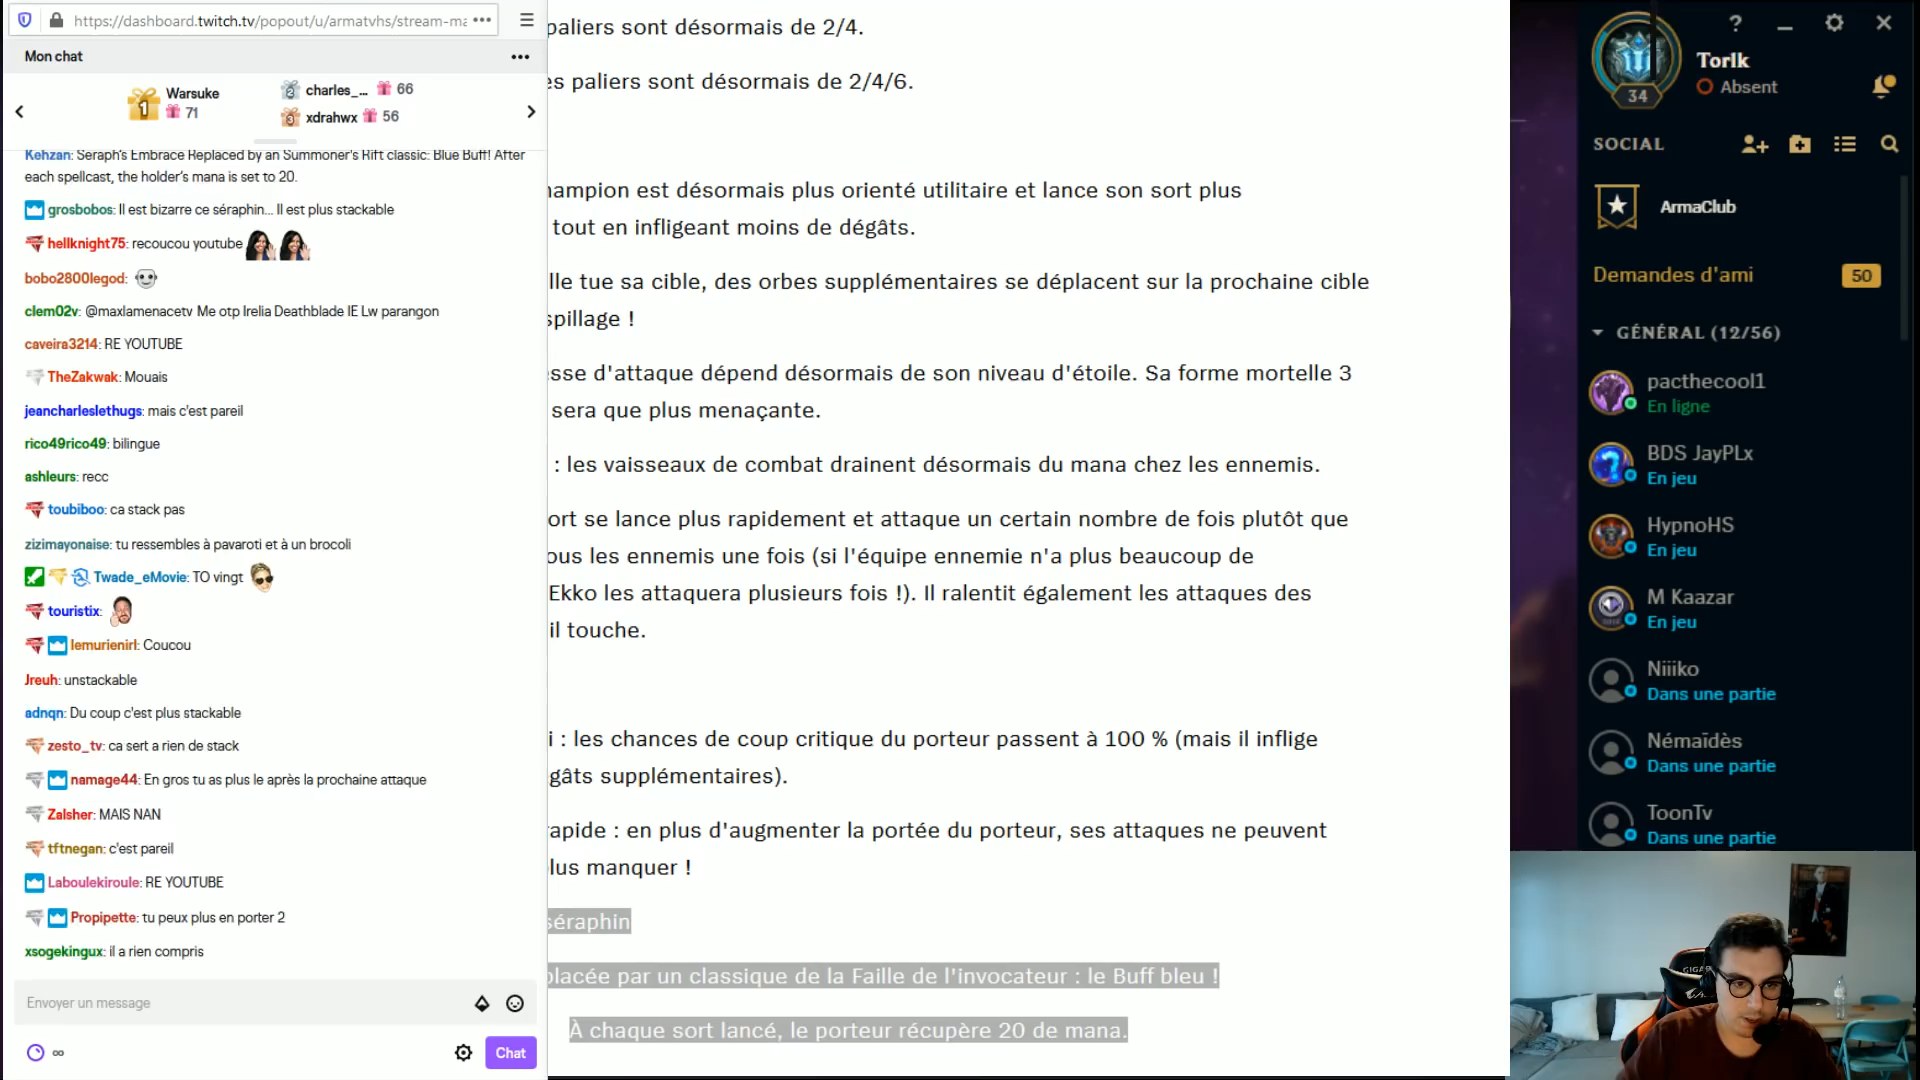 https://dashboard.twitch.tv/popout/u/armatvhs/stream-ma
Mon chat
1
Warsuke
71
2
charles_...
66
3
xdrahwx
56
Kehzan: Seraph's Embrace Replaced by an Summoner's Rift classic: Blue Buff! After
each spellcast, the holder's mana is set to 20.
grosbobos: Il est bizarre ce séraphin... Il est plus stackable
hellknight75: recoucou youtube
bobo2800legod:
clem02v: @maxlamenacetv Me otp Irelia Deathblade IE Lw parangon
caveira3214: RE YOUTUBE
TheZakwak: Mouais
jeancharleslethugs: mais c'est pareil
rico49rico49: bilingue
ashleurs: recc
toubiboo: ca stack pas
zizimayonaise: tu ressembles à pavaroti et à un brocoli
Twade_eMovie: TO vingt
touristix:
lemurienirl: Coucou
Jreuh: unstackable
adnqn: Du coup c'est plus stackable
zesto_tv: ca sert a rien de stack
namage44: En gros tu as plus le après la prochaine attaque
Zalsher: MAIS NAN
tftnegan: c'est pareil
Laboulekiroule: RE YOUTUBE
Propipette: tu peux plus en porter 2
xsogekingux: il a rien compris
Envoyer un message
∞
Chat
paliers sont désormais de 2/4.
es paliers sont désormais de 2/4/6.
hampion est désormais plus orienté utilitaire et lance son sort plus
tout en infligeant moins de dégâts.
lle tue sa cible, des orbes supplémentaires se déplacent sur la prochaine cible
spillage !
esse d'attaque dépend désormais de son niveau d'étoile. Sa forme mortelle 3
sera que plus menaçante.
: les vaisseaux de combat drainent désormais du mana chez les ennemis.
ort se lance plus rapidement et attaque un certain nombre de fois plutôt que
ous les ennemis une fois (si l'équipe ennemie n'a plus beaucoup de
Ekko les attaquera plusieurs fois !). Il ralentit également les attaques des
il touche.
i : les chances de coup critique du porteur passent à 100 % (mais il inflige
gâts supplémentaires).
rapide : en plus d'augmenter la portée du porteur, ses attaques ne peuvent
lus manquer !
séraphin
placée par un classique de la Faille de l'invocateur : le Buff bleu !
À chaque sort lancé, le porteur récupère 20 de mana.
34
Torlk
Absent
SOCIAL
ArmaClub
Demandes d'ami
50
GÉNÉRAL (12/56)
pacthecool1
En ligne
BDS JayPLx
En jeu
HypnoHS
En jeu
M Kaazar
En jeu
Niiiko
Dans une partie
Némaïdès
Dans une partie
ToonTv
Dans une partie
GIGA